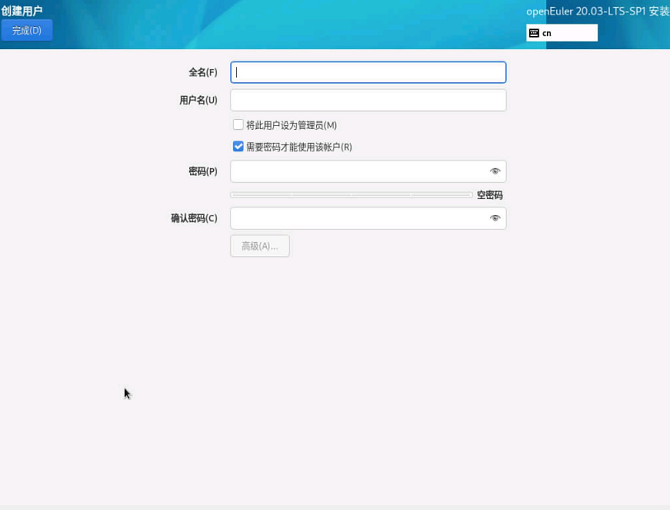 创建用户
openEuler 20.03-LTS-SP1 安装
完成(D)
cn
全名(F)
用户名(U)
将此用户设为管理员(M)
需要密码才能使用该帐户(R)
密码(P)
空密码
确认密码(C)
高级(A)...